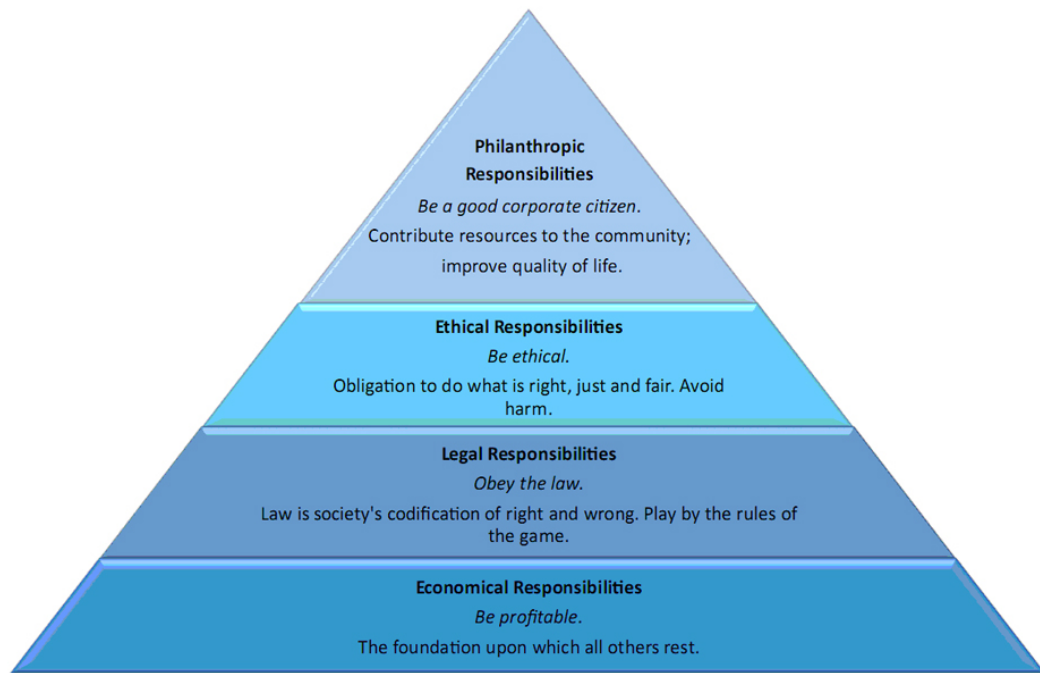 Philanthropic
Responsibilities
Be a good corporate citizen.
Contribute resources to the community;
improve quality of life.
Ethical Responsibilities
Be ethical.
Obligation to do what is right, just and fair. Avoid
harm.
Legal Responsibilities
Obey the law.
Law is society's codification of right and wrong. Play by the rules of
the game.
Economical Responsibilities
Be profitable.
The foundation upon which all others rest.